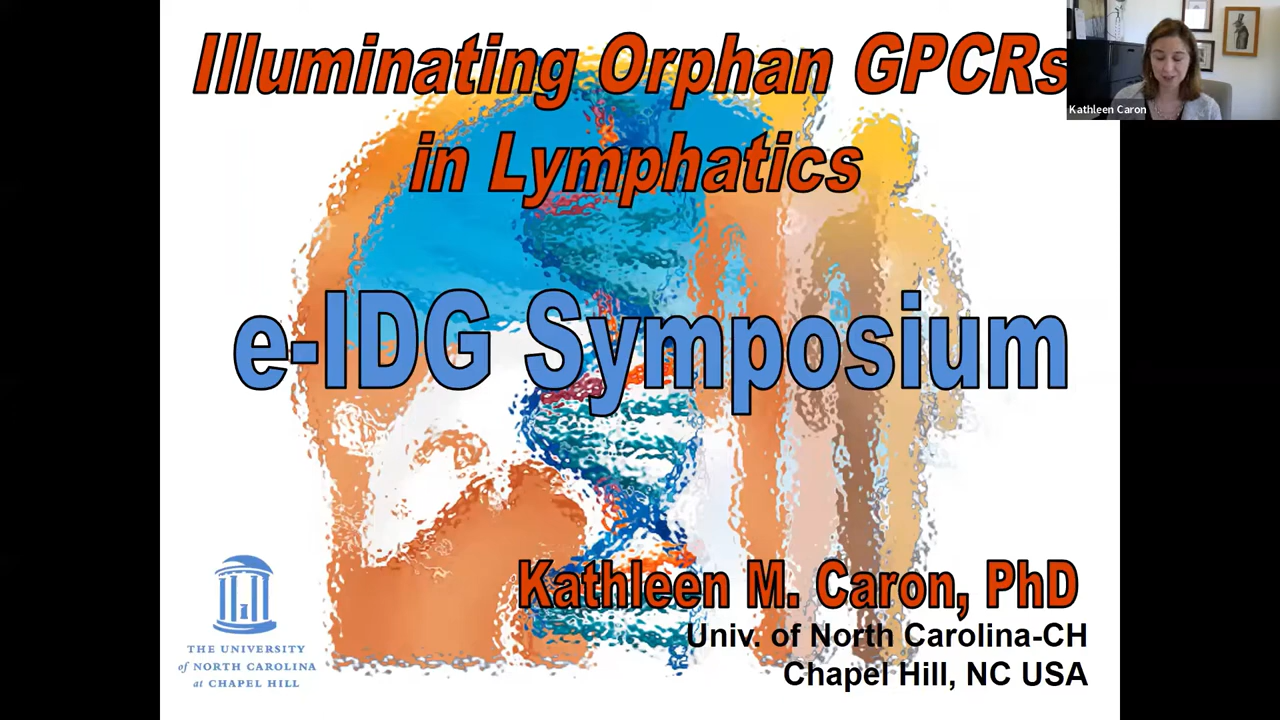 Illuminating Orphan GPCRs
in Lymphatics
Kathleen Caron
e-IDG Symposium
Kathleen M. Caron, PhD
Univ. of North Carolina-CH
Chapel Hill, NC USA
THE UNIVERSITY
of NORTH CAROLINA
at CHAPEL HILL